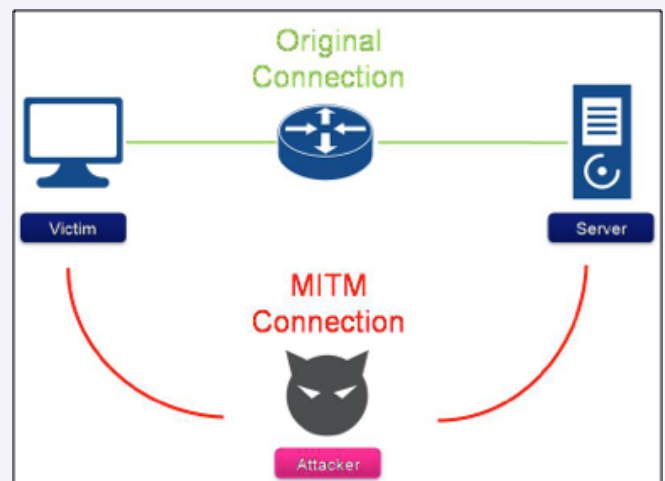 Original
Connection
Victim
Server
MITM
Connection
Attacker